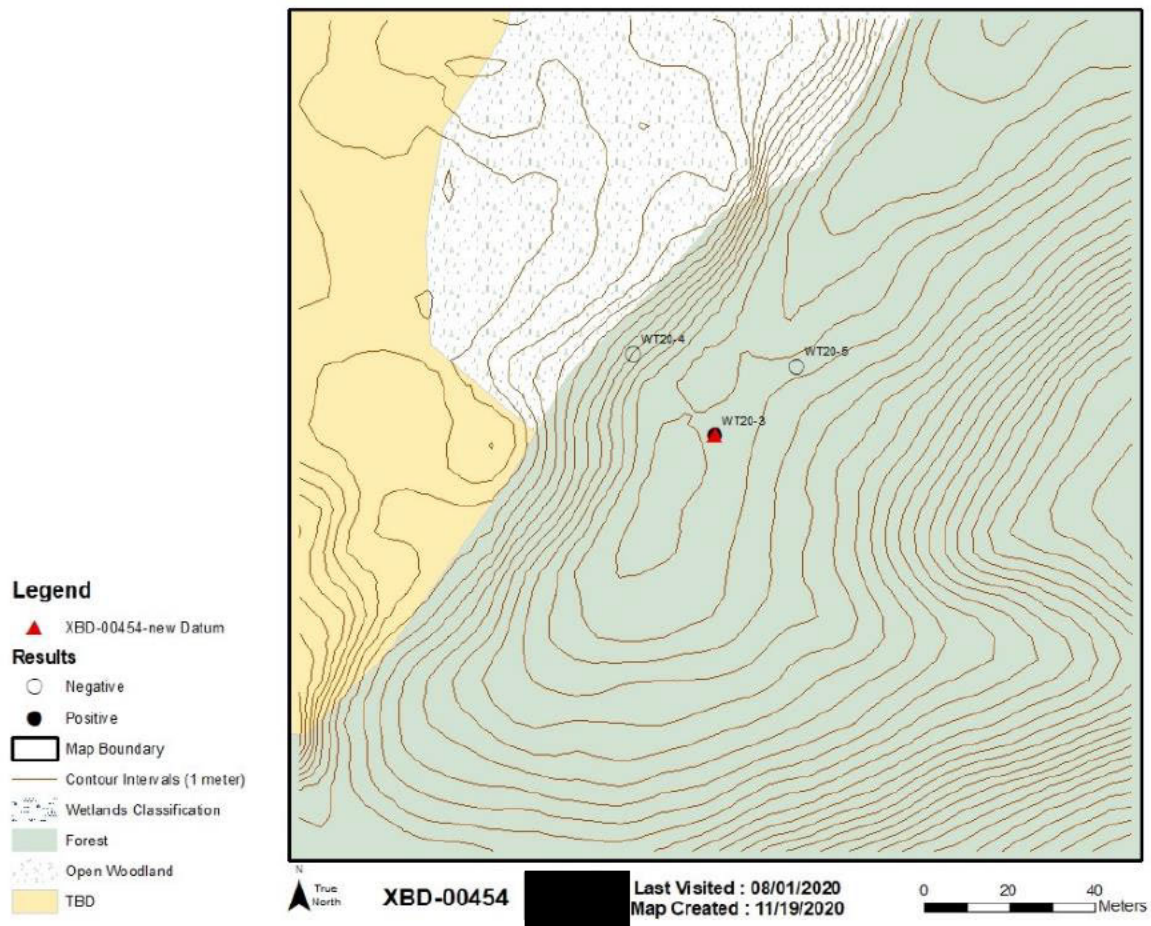 WT20-4
WT20-5
WT20-3
Legend
XBD-00454-new Datum
Results
Negative
Positive
Map Boundary
Contour Intervals (1 meter)
Wetlands Classification
Forest
Open Woodland
TBD
N
True
North
XBD-00454
Last Visited : 08/01/2020
Map Created : 11/19/2020
0 20 40
Meters